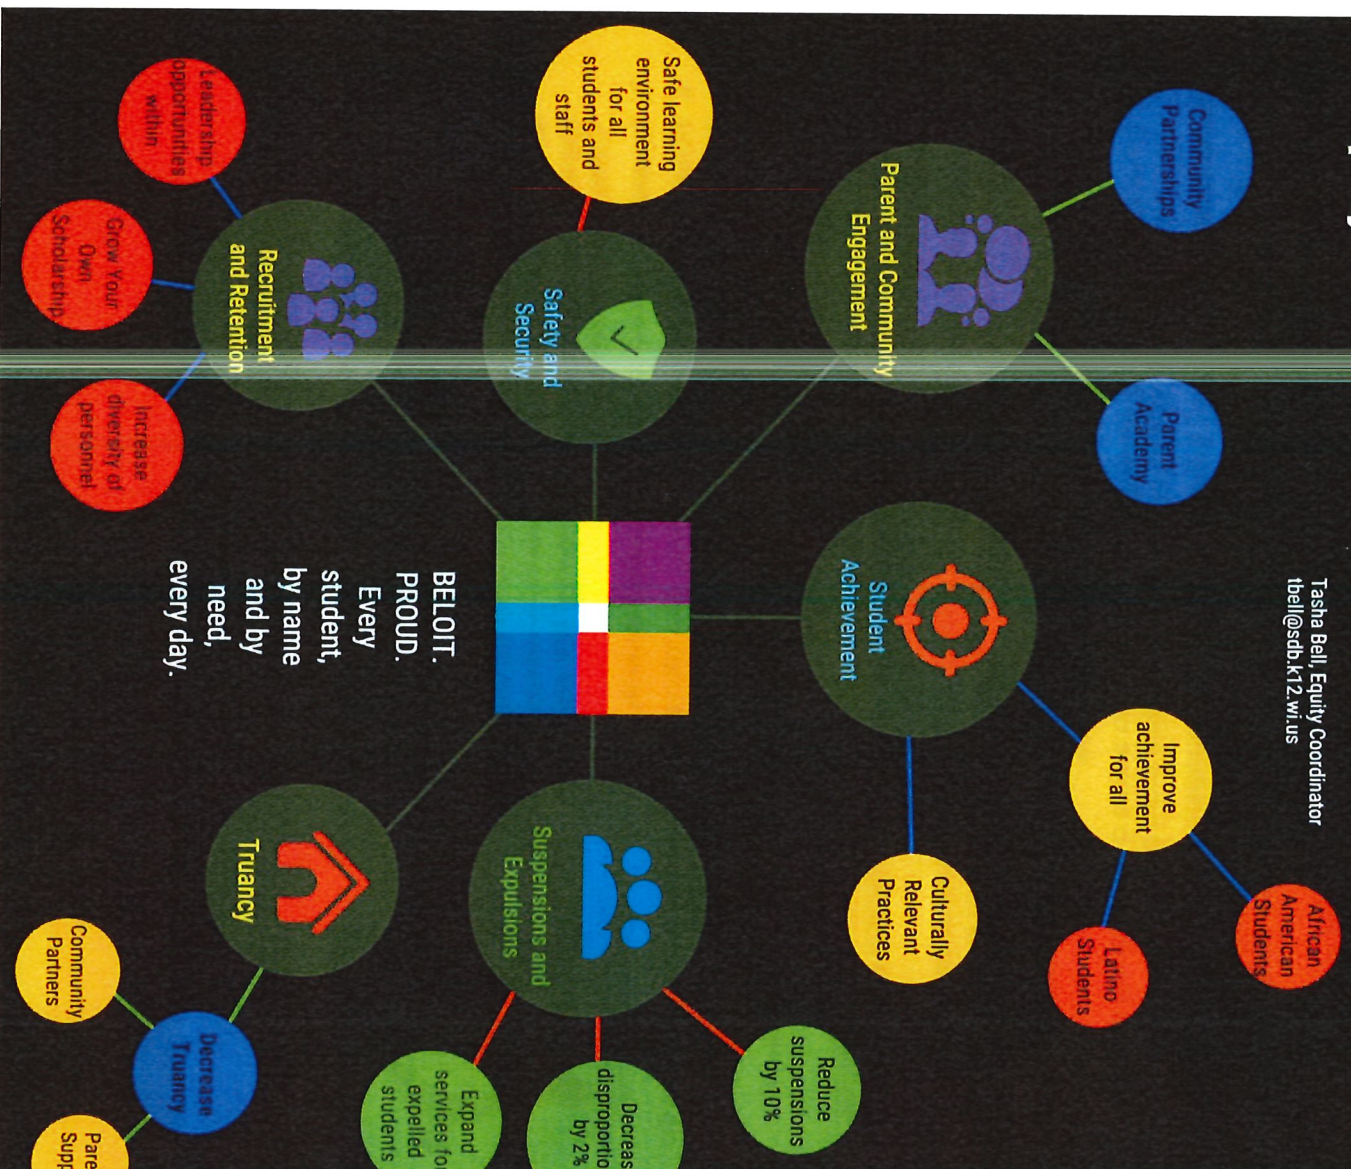 Tasha Bell, Equity Coordinator
tbell@sdb.k12.wi.us
Community
Partnerships
Parent
Academy
Parent and Community
Engagement
Improve
achievement
for all
African
American
Students
Latino
Students
Student
Achievement
Culturally
Relevant
Practices
Safe learning
environment
for all
students and
staff
Safety and
Security
Reduce
suspensions
by 10%
Suspensions and
Expulsions
by 2%
Expand
services
expelled
students
BELOIT.
PROUD.
Every
student,
by name
and by
need,
every day.
Recruitment
and Retention
Leadership
opportunities
within
Grow Your
Own
Scholarship
Increase
diversity of
personnel
Truancy
Decrease
Truancy
Community
Partners